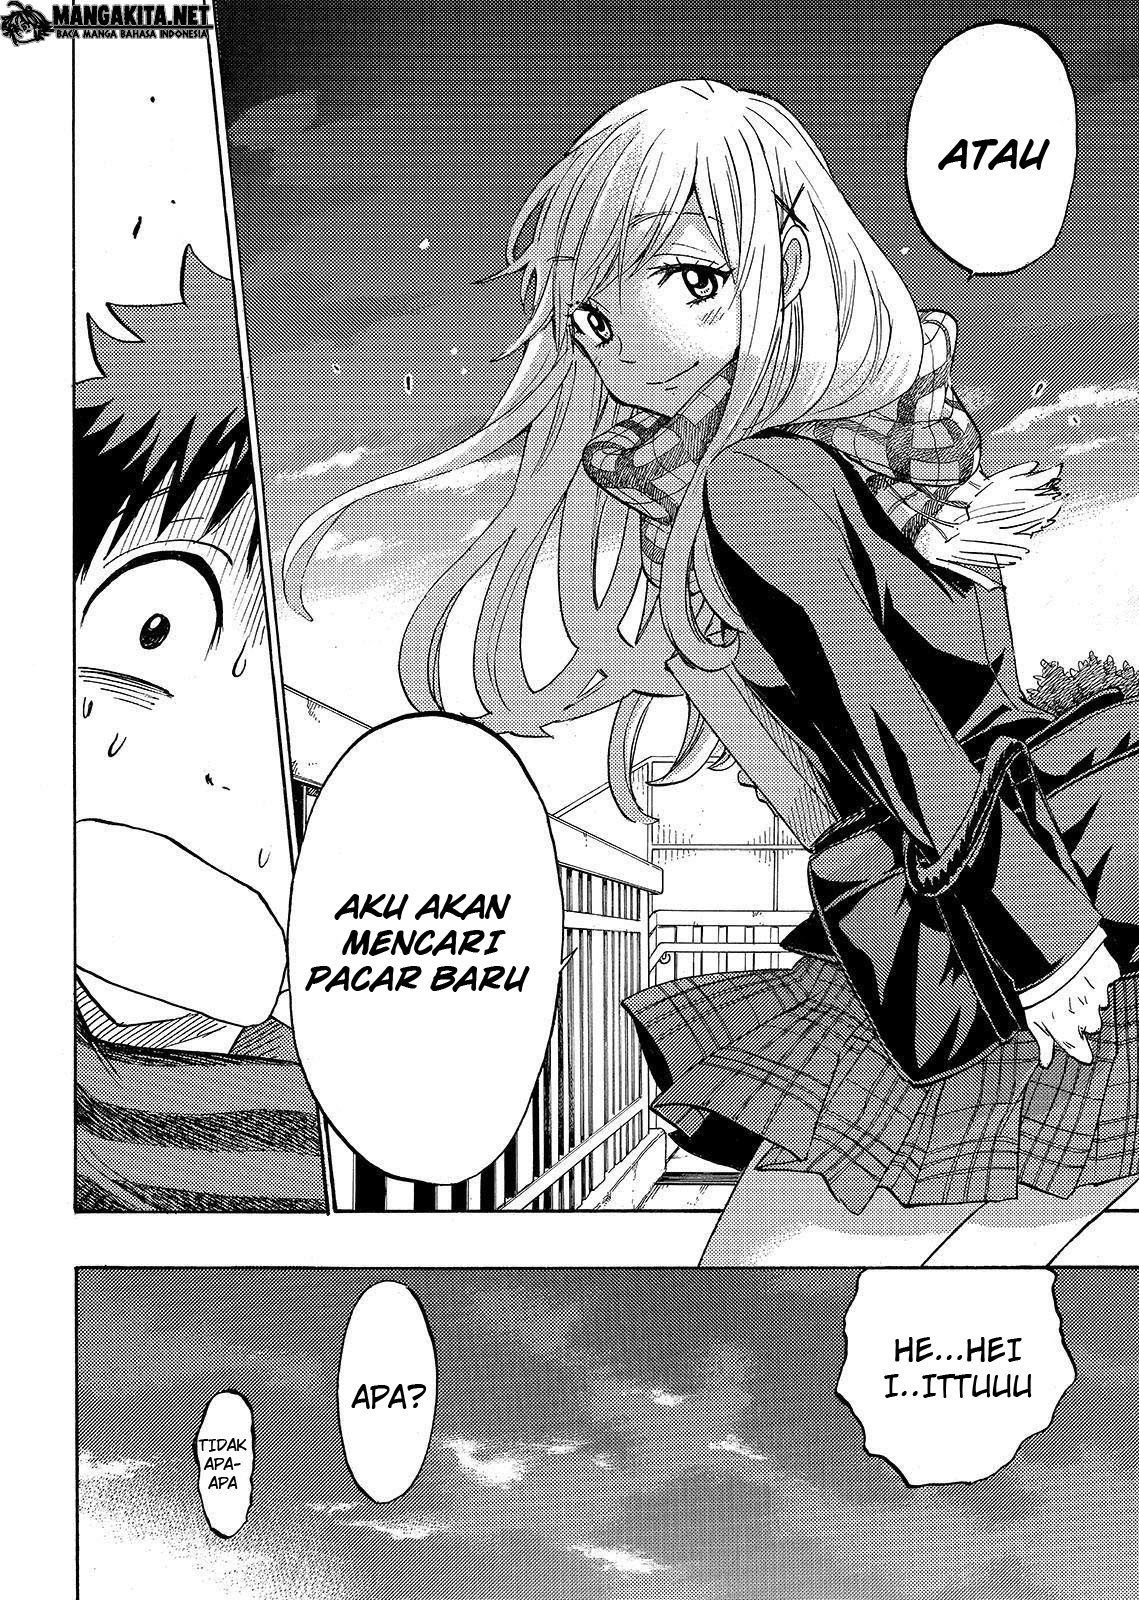 MANGAKITA.NET
BACA MANGA BAHASA INDONESIA
ATAU
AKU AKAN
MENCARI
PACAR BARU
HE...HEI
I..ITTUUU
APA?
TIDAK
APA-
APA